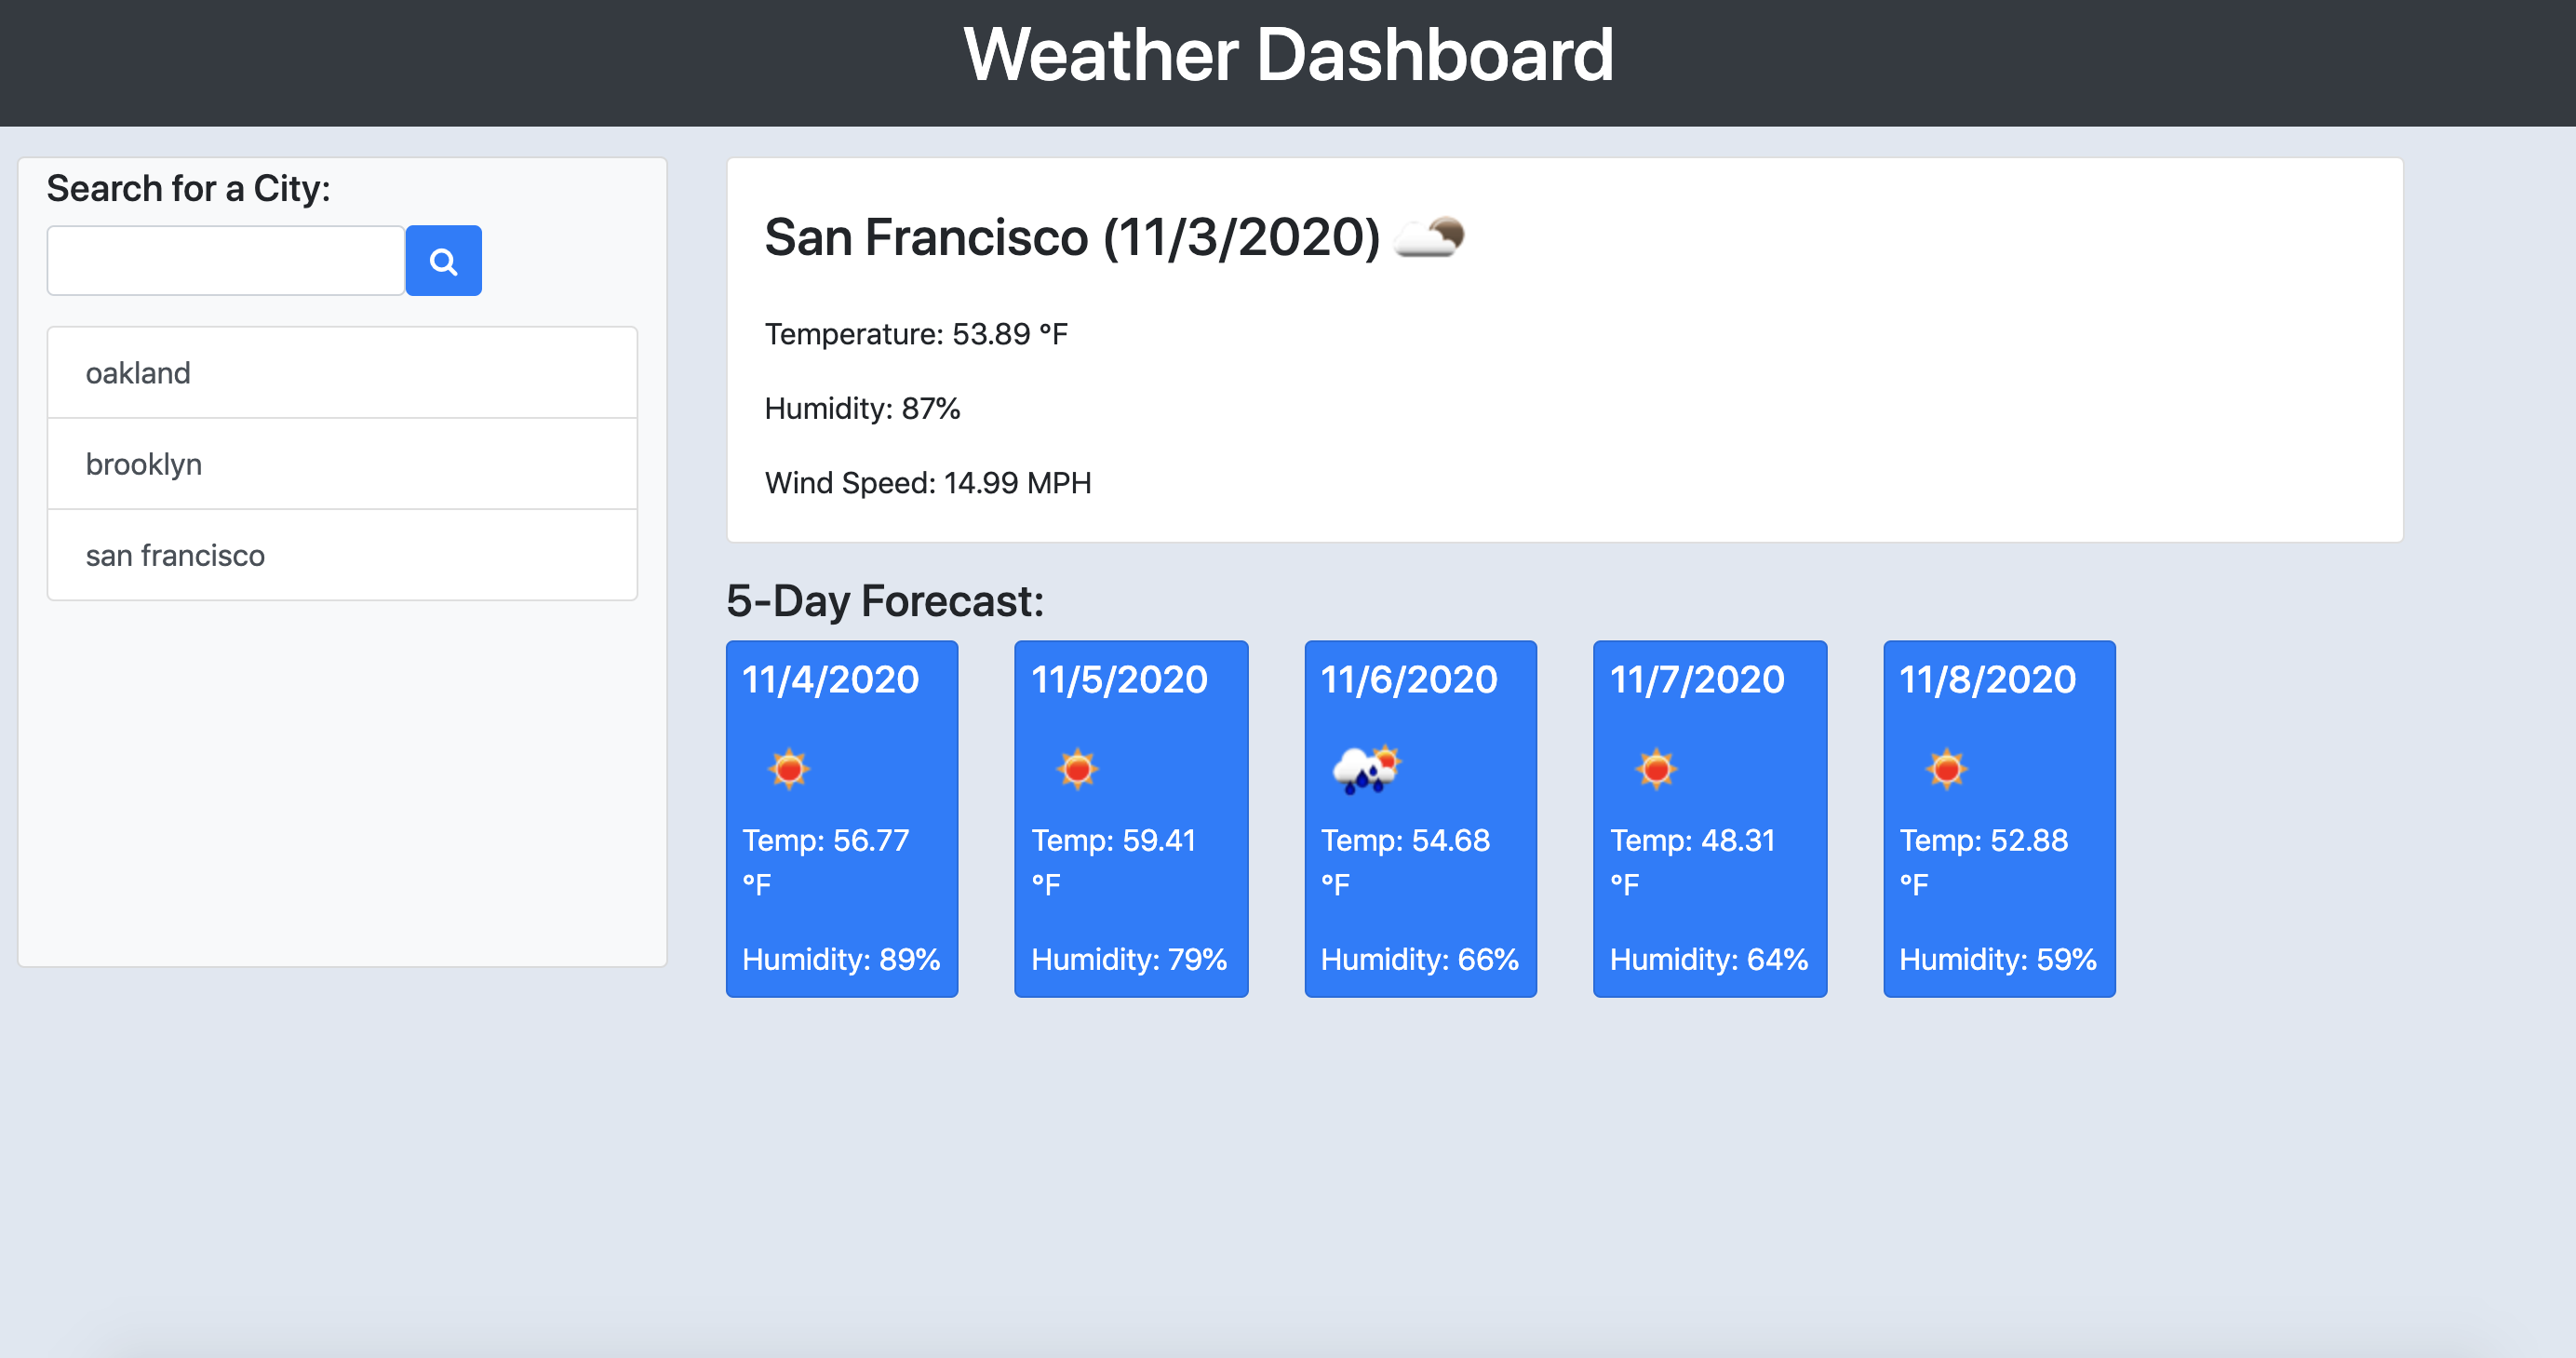 Weather Dashboard
Search for a City:
oakland
brooklyn
san francisco
San Francisco (11/3/2020)
Temperature: 53.89 °F
Humidity: 87%
Wind Speed: 14.99 MPH
5-Day Forecast:
11/4/2020
Temp: 56.77
°F
Humidity: 89%
11/5/2020
Temp: 59.41
°F
Humidity: 79%
11/6/2020
Temp: 54.68
°F
Humidity: 66%
11/7/2020
Temp: 48.31
°F
Humidity: 64%
11/8/2020
Temp: 52.88
°F
Humidity: 59%